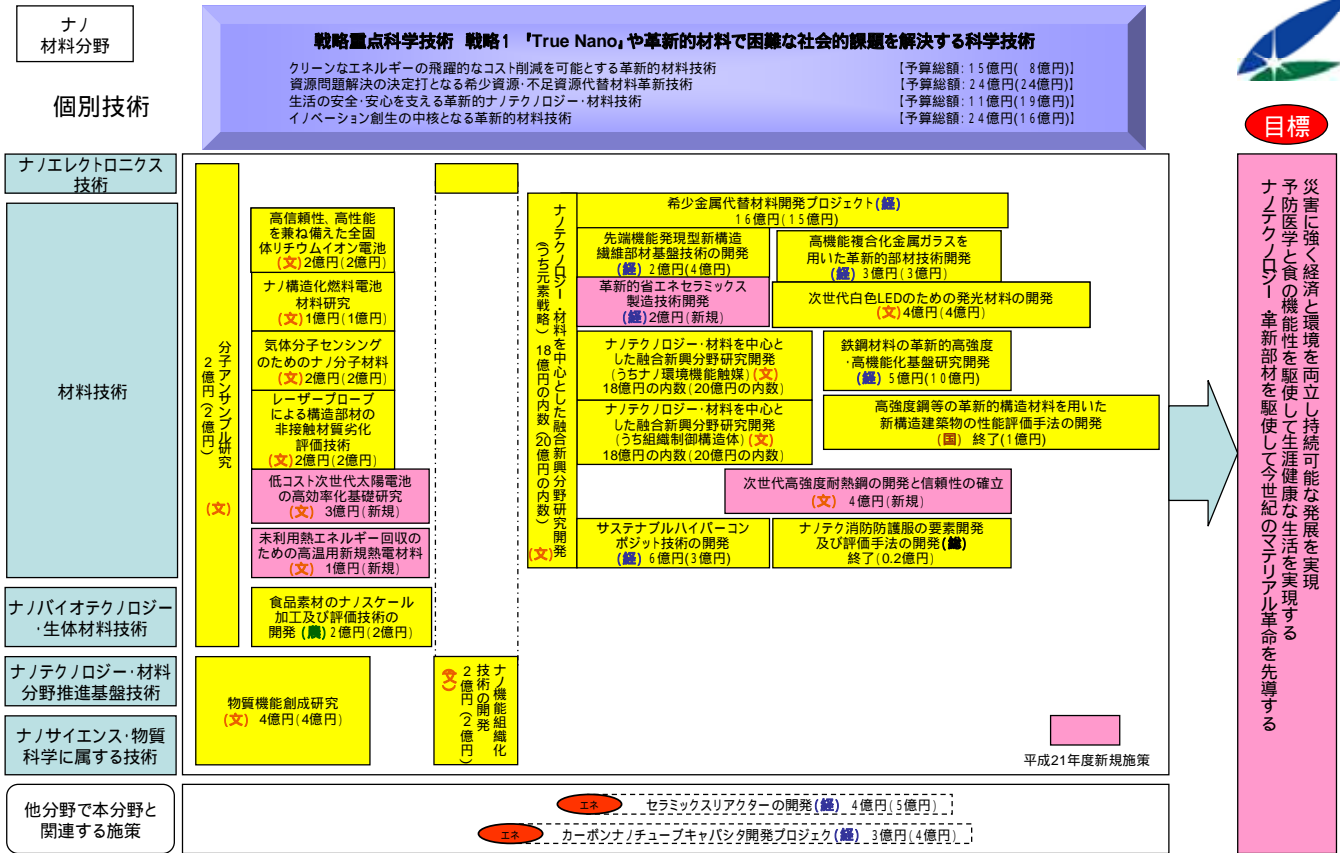 ナノ
材料分野
個別技術
戦略重点科学技術 戦略1 「True Nano」や革新的材料で困難な社会的課題を解決する科学技術
クリーンなエネルギーの飛躍的なコスト削減を可能とする革新的材料技術 【予算総額：15億円( 8億円)】
資源問題解決の決定打となる希少資源・不足資源代替材料革新技術 【予算総額：24億円(24億円)】
生活の安全・安心を支える革新的ナノテクノロジー・材料技術 【予算総額：11億円(19億円)】
イノベーション創生の中核となる革新的材料技術 【予算総額：24億円(16億円)】
目標
災害に強く経済と環境を両立し持続可能な発展を実現
予防医学と食の機能性を駆使して生涯健康な生活を実現する
ナノテクノロジー・革新部材を駆使して今世紀のマテリアル革命を先導する
ナノエレクトロニクス
技術
材料技術
ナノバイオテクノロジー
・生体材料技術
ナノテクノロジー・材料
分野推進基盤技術
ナノサイエンス・物質
科学に属する技術
他分野で本分野と
関連する施策
分子アンサンブル研究
2億円(2億円)
(文)
高信頼性、高性能
を兼ね備えた全固
体リチウムイオン電池
(文)2億円(2億円)
ナノ構造化燃料電池
材料研究
(文)1億円(1億円)
気体分子センシング
のためのナノ分子材料
(文)2億円(2億円)
レーザープローブ
による構造部材の
非接触材質劣化
評価技術
(文)2億円(2億円)
低コスト次世代太陽電池
の高効率化基礎研究
(文) 3億円(新規)
未利用熱エネルギー回収の
ための高温用新規熱電材料
(文) 1億円(新規)
食品素材のナノスケール
加工及び評価技術の
開発(農)2億円(2億円)
物質機能創成研究
(文) 4億円(4億円)
ナノ機能組織化
技術の開発
2億円(2億円)
(文)
ナノテクノロジー・材料を中心とした融合新興分野研究開発
(うち元素戦略) 18億円の内数(20億円の内数)
(文)
希少金属代替材料開発プロジェクト(経)
16億円(15億円)
先端機能発現型新構造
繊維部材基盤技術の開発
(経) 2億円(4億円)
高機能複合化金属ガラスを
用いた革新的部材技術開発
(経) 3億円(3億円)
革新的省エネセラミックス
製造技術開発
(経)2億円(新規)
次世代白色LEDのための発光材料の開発
(文)4億円(4億円)
ナノテクノロジー・材料を中心と
した融合新興分野研究開発
(うちナノ環境機能触媒)(文)
18億円の内数(20億円の内数)
鉄鋼材料の革新的高強度
・高機能化基盤研究開発
(経) 5億円(10億円)
ナノテクノロジー・材料を中心と
した融合新興分野研究開発
(うち組織制御構造体)(文)
18億円の内数(20億円の内数)
高強度鋼等の革新的構造材料を用いた
新構造建築物の性能評価手法の開発
(国) 終了(1億円)
次世代高強度耐熱鋼の開発と信頼性の確立
(文) 4億円(新規)
サステナブルハイパーコン
ポジット技術の開発
(経) 6億円(3億円)
ナノテク消防防護服の要素開発
及び評価手法の開発(総)
終了(0.2億円)
平成21年度新規施策
エネ セラミックスリアクターの開発(経) 4億円(5億円)
エネ カーボンナノチューブキャパシタ開発プロジェク(経) 3億円(4億円)